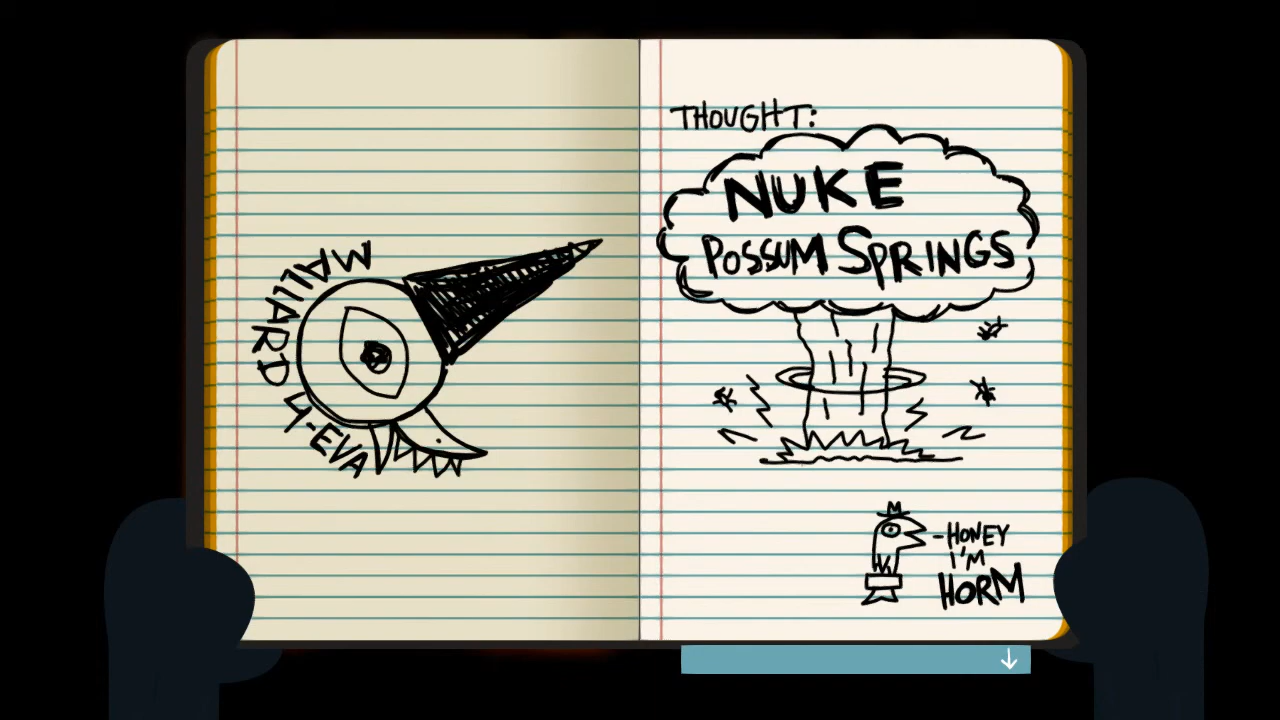 MALLARD 4-EVA
THOUGHT:
NUKE
POSSUM SPRINGS
-HONEY
I'M
HORM